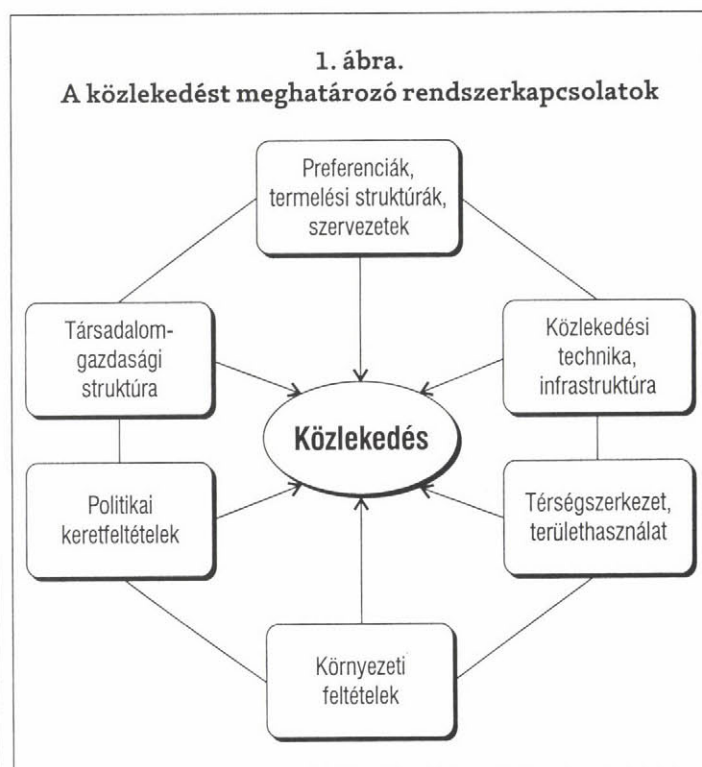 1. ábra.
A közlekedést meghatározó rendszerkapcsolatok
Preferenciák,
termelési struktúrák,
szervezetek
Társadalom-
gazdasági
struktúra
Közlekedési
technika,
infrastruktúra
Közlekedés
Politikai
keretfeltételek
Térségszerkezet,
területhasználat
Környezeti
feltételek